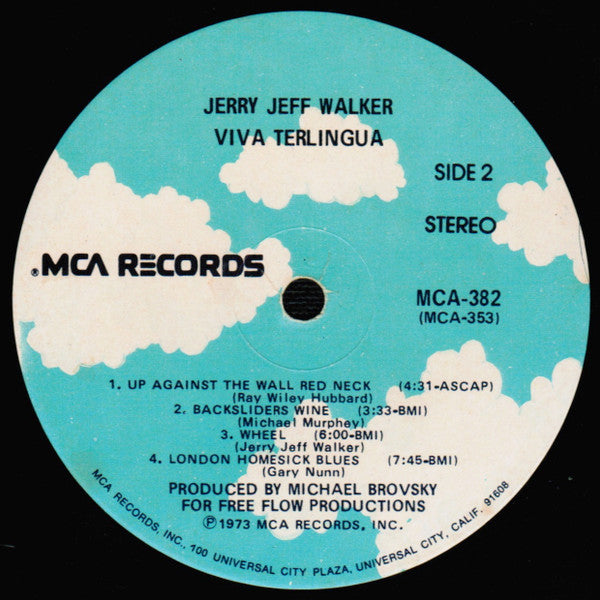 JERRY JEFF WALKER
VIVA TERLINGUA
SIDE 2
STEREO
®MCA RECORDS
MCA-382
(MCA-353)
1. UP AGAINST THE WALL RED NECK (4:31-ASCAP)
(Ray Wiley Hubbard)
2. BACKSLIDERS WINE (3:33-BMI)
(Michael Murphey)
3. WHEEL (6:00-BMI)
(Jerry Jeff Walker)
4. LONDON HOMESICK BLUES (7:45-BMI)
(Gary Nunn)
PRODUCED BY MICHAEL BROVSKY
FOR FREE FLOW PRODUCTIONS
℗1973 MCA RECORDS, INC.
MCA RECORDS, INC., 100 UNIVERSAL CITY PLAZA, UNIVERSAL CITY, CALIF. 91608